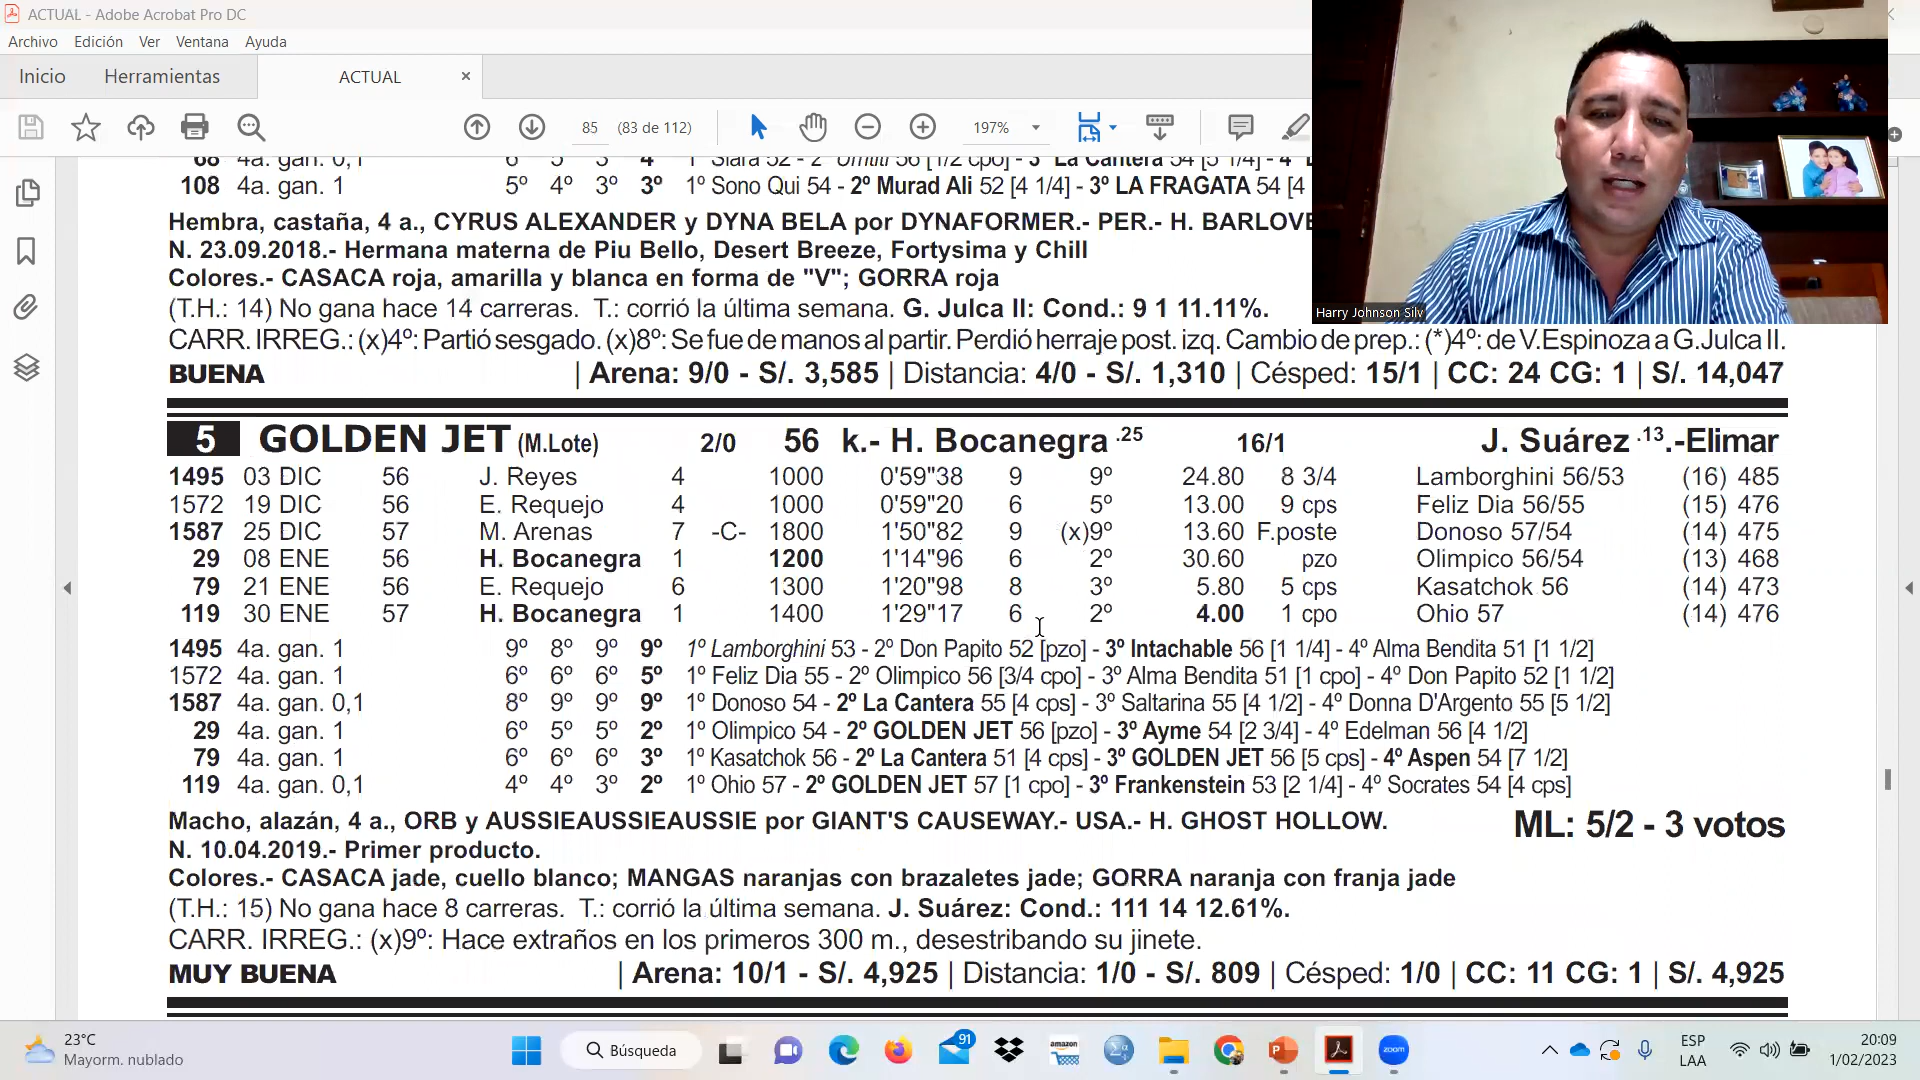 ACTUAL - Adobe Acrobat Pro DC
Archivo Edición Ver Ventana Ayuda
Inicio Herramientas ACTUAL ×
85 (83 de 112) 197%
68 4a. gan. 0,1 6º 5º 3º 4º 1º Siara 52 - 2º Umtiti 56 [1/2 cpo] - 3º La Cantera 54 [5 1/4] - 4º
108 4a. gan. 1 5º 4º 3º 3º 1º Sono Qui 54 - 2º Murad Ali 52 [4 1/4] - 3º LA FRAGATA 54 [4
Hembra, castaña, 4 a., CYRUS ALEXANDER y DYNA BELA por DYNAFORMER.- PER.- H. BARLOVE
N. 23.09.2018.- Hermana materna de Piu Bello, Desert Breeze, Fortysima y Chill
Colores.- CASACA roja, amarilla y blanca en forma de "V"; GORRA roja
(T.H.: 14) No gana hace 14 carreras. T.: corrió la última semana. G. Julca II: Cond.: 9 1 11.11%.
Harry Johnson Silv
CARR. IRREG.: (x)4º: Partió sesgado. (x)8º: Se fue de manos al partir. Perdió herraje post. izq. Cambio de prep.: (*)4º: de V.Espinoza a G.Julca II.
BUENA | Arena: 9/0 - S/. 3,585 | Distancia: 4/0 - S/. 1,310 | Césped: 15/1 | CC: 24 CG: 1 | S/. 14,047
5 GOLDEN JET (M.Lote) 2/0 56 k.- H. Bocanegra .25 16/1 J. Suárez .13.-Elimar
1495 03 DIC 56 J. Reyes 4 1000 0'59"38 9 9º 24.80 8 3/4 Lamborghini 56/53 (16) 485
1572 19 DIC 56 E. Requejo 4 1000 0'59"20 6 5º 13.00 9 cps Feliz Dia 56/55 (15) 476
1587 25 DIC 57 M. Arenas 7 -C- 1800 1'50"82 9 (x)9º 13.60 F.poste Donoso 57/54 (14) 475
29 08 ENE 56 H. Bocanegra 1 1200 1'14"96 6 2º 30.60 pzo Olimpico 56/54 (13) 468
79 21 ENE 56 E. Requejo 6 1300 1'20"98 8 3º 5.80 5 cps Kasatchok 56 (14) 473
119 30 ENE 57 H. Bocanegra 1 1400 1'29"17 6 2º 4.00 1 cpo Ohio 57 (14) 476
1495 4a. gan. 1 9º 8º 9º 9º 1º Lamborghini 53 - 2º Don Papito 52 [pzo] - 3º Intachable 56 [1 1/4] - 4º Alma Bendita 51 [1 1/2]
1572 4a. gan. 1 6º 6º 6º 5º 1º Feliz Dia 55 - 2º Olimpico 56 [3/4 cpo] - 3º Alma Bendita 51 [1 cpo] - 4º Don Papito 52 [1 1/2]
1587 4a. gan. 0,1 8º 9º 9º 9º 1º Donoso 54 - 2º La Cantera 55 [4 cps] - 3º Saltarina 55 [4 1/2] - 4º Donna D'Argento 55 [5 1/2]
29 4a. gan. 1 6º 5º 5º 2º 1º Olimpico 54 - 2º GOLDEN JET 56 [pzo] - 3º Ayme 54 [2 3/4] - 4º Edelman 56 [4 1/2]
79 4a. gan. 1 6º 6º 6º 3º 1º Kasatchok 56 - 2º La Cantera 51 [4 cps] - 3º GOLDEN JET 56 [5 cps] - 4º Aspen 54 [7 1/2]
119 4a. gan. 0,1 4º 4º 3º 2º 1º Ohio 57 - 2º GOLDEN JET 57 [1 cpo] - 3º Frankenstein 53 [2 1/4] - 4º Socrates 54 [4 cps]
Macho, alazán, 4 a., ORB y AUSSIEAUSSIEAUSSIE por GIANT'S CAUSEWAY.- USA.- H. GHOST HOLLOW. ML: 5/2 - 3 votos
N. 10.04.2019.- Primer producto.
Colores.- CASACA jade, cuello blanco; MANGAS naranjas con brazaletes jade; GORRA naranja con franja jade
(T.H.: 15) No gana hace 8 carreras. T.: corrió la última semana. J. Suárez: Cond.: 111 14 12.61%.
CARR. IRREG.: (x)9º: Hace extraños en los primeros 300 m., desestribando su jinete.
MUY BUENA | Arena: 10/1 - S/. 4,925 | Distancia: 1/0 - S/. 809 | Césped: 1/0 | CC: 11 CG: 1 | S/. 4,925
23°C
Mayorm. nublado
Búsqueda
91
amazon
zoom
ESP
LAA
20:09
1/02/2023